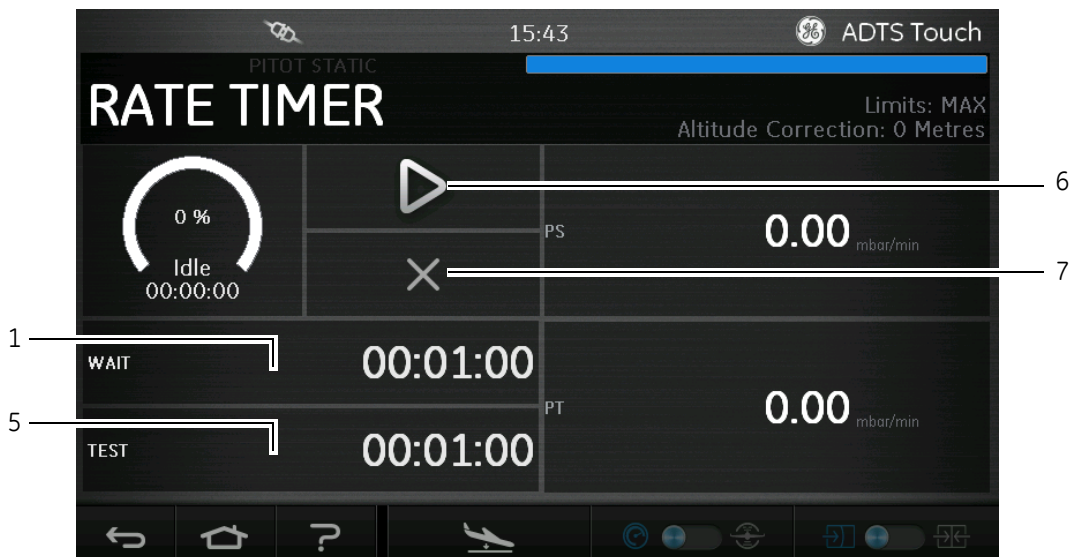 15:43
ADTS Touch
PITOT STATIC
RATE TIMER
Limits: MAX
Altitude Correction: 0 Metres
0 %
Idle
00:00:00
6
PS
0.00 mbar/min
7
1
WAIT
00:01:00
PT
0.00 mbar/min
5
TEST
00:01:00